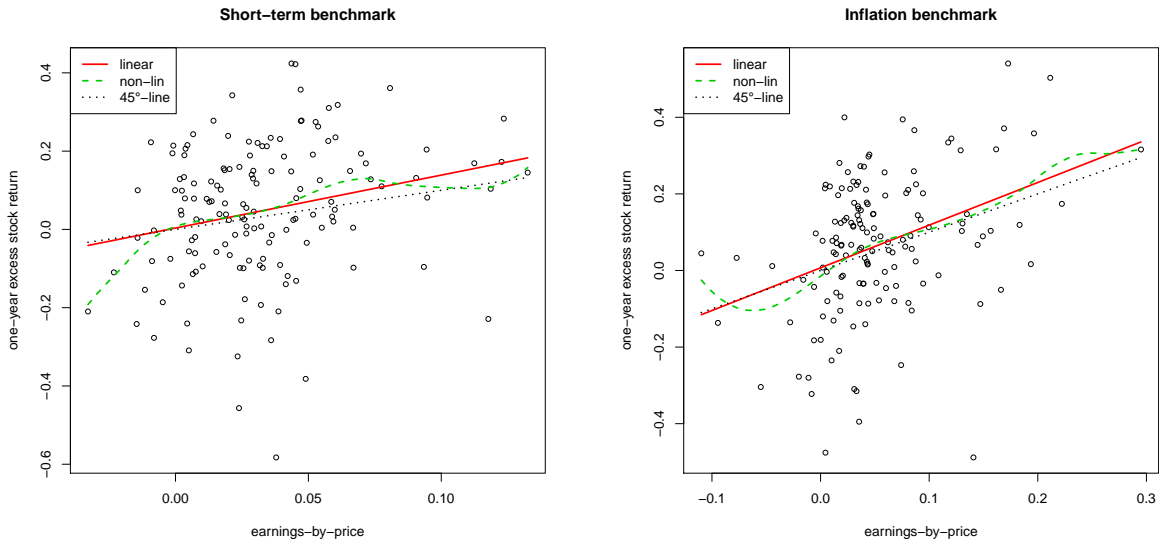 Short−term benchmark
linear
non−lin
45°−line
one−year excess stock return
0.4
0.2
0.0
−0.2
−0.4
−0.6
0.00 0.05 0.10
earnings−by−price
Inflation benchmark
linear
non−lin
45°−line
one−year excess stock return
0.4
0.2
0.0
−0.2
−0.4
−0.1 0.0 0.1 0.2 0.3
earnings−by−price